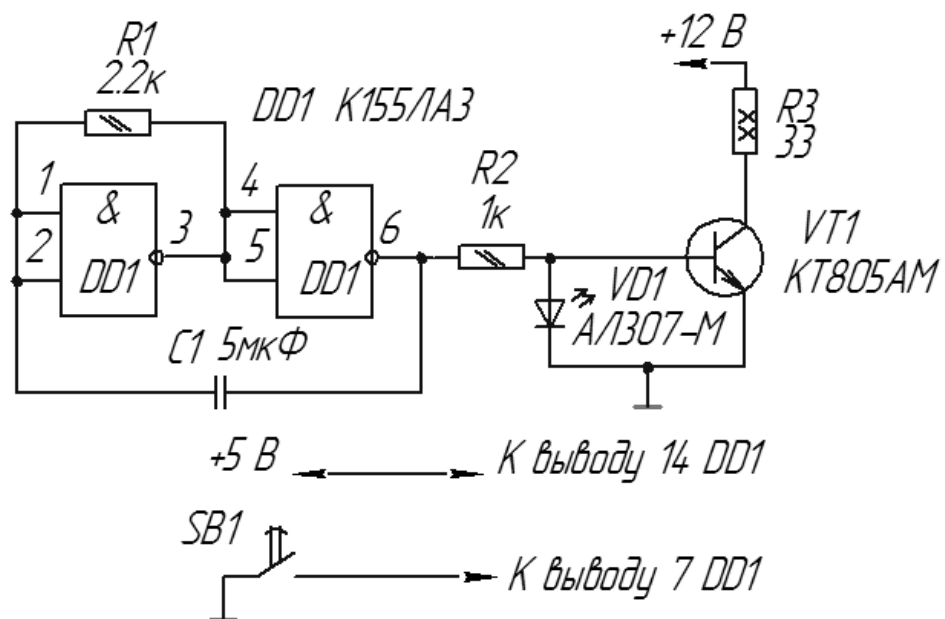 +12 В
R1
2.2к
DD1 К155ЛА3
R3
33
1
2
&
DD1
3
4
5
&
DD1
6
R2
1к
VT1
КТ805АМ
VD1
АЛ307-М
С1 5мкФ
+5 В
К выводу 14 DD1
SB1
К выводу 7 DD1